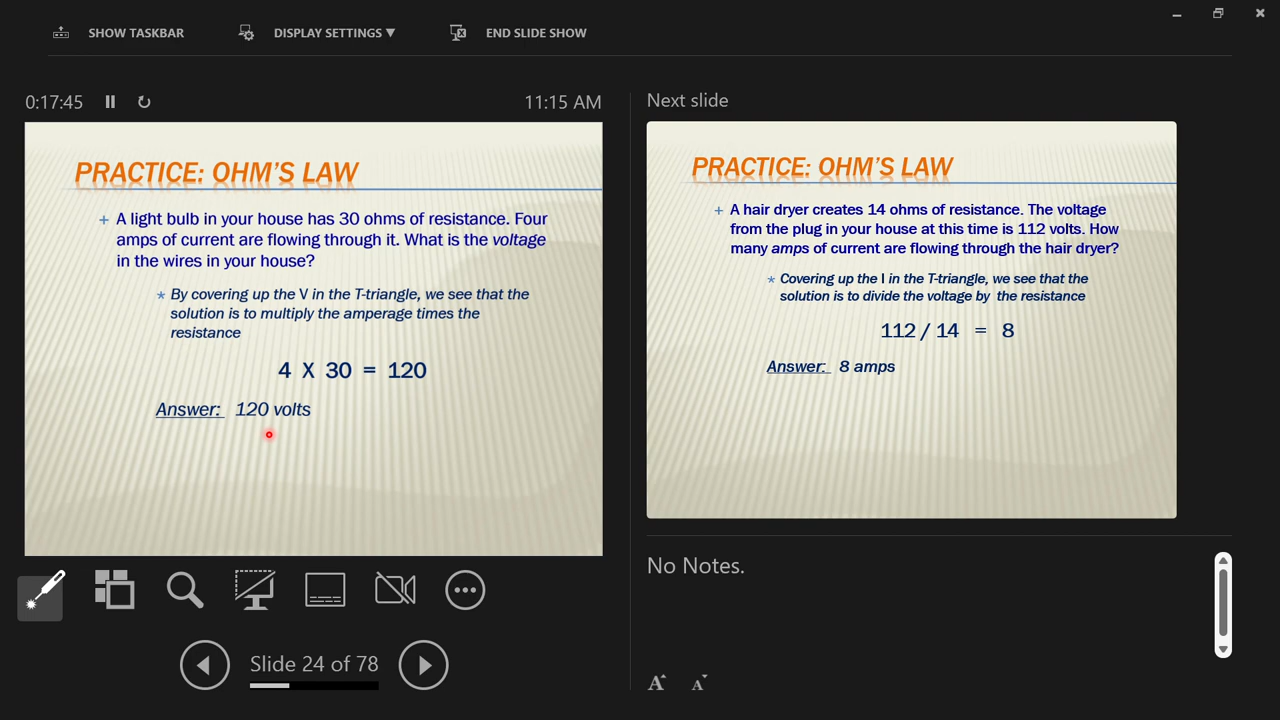 SHOW TASKBAR
DISPLAY SETTINGS ▼
END SLIDE SHOW
0:17:45
11:15 AM
PRACTICE: OHM'S LAW
+ A light bulb in your house has 30 ohms of resistance. Four
amps of current are flowing through it. What is the voltage
in the wires in your house?
* By covering up the V in the T-triangle, we see that the
solution is to multiply the amperage times the
resistance
4 X 30 = 120
Answer: 120 volts
Slide 24 of 78
Next slide
PRACTICE: OHM'S LAW
+ A hair dryer creates 14 ohms of resistance. The voltage
from the plug in your house at this time is 112 volts. How
many amps of current are flowing through the hair dryer?
* Covering up the I in the T-triangle, we see that the
solution is to divide the voltage by the resistance
112 / 14 = 8
Answer: 8 amps
No Notes.
A A